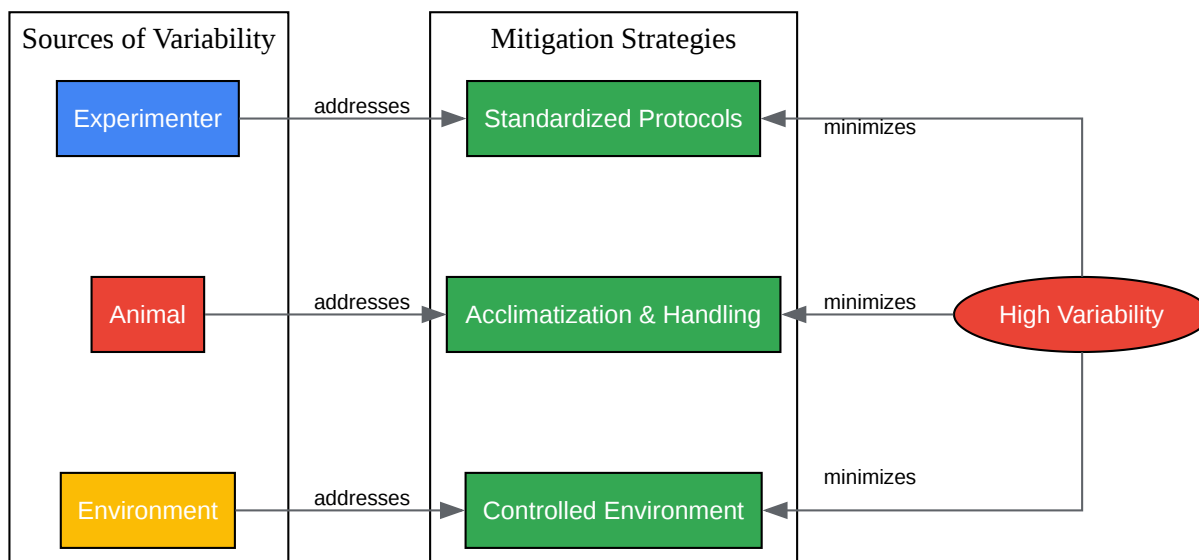 Sources of Variability
Mitigation Strategies
Experimenter
addresses
Standardized Protocols
minimizes
Animal
addresses
Acclimatization & Handling
minimizes
High Variability
Environment
addresses
Controlled Environment
minimizes